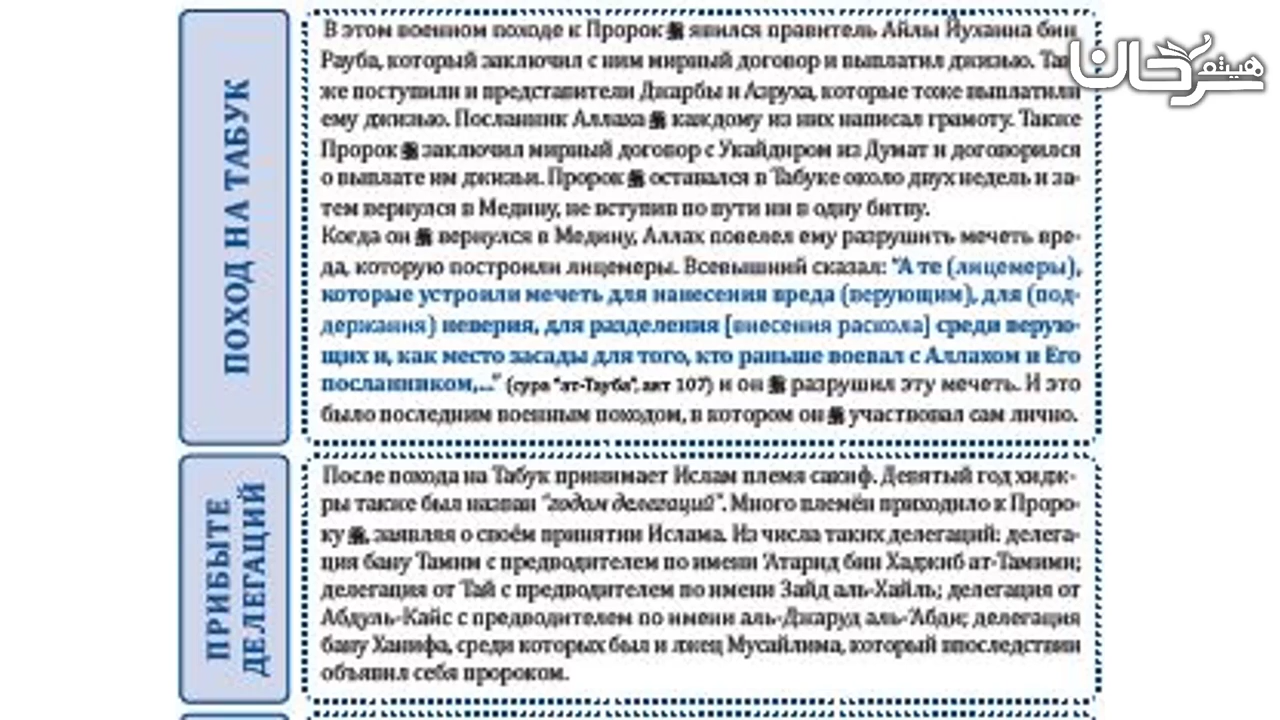 ПОХОД НА ТАБУК
В этом военном походе к Пророк ﷺ явился правитель Айлы Йуханна бин
Рауба, который заключил с ним мирный договор и выплатил джизью. Так
же поступили и представители Джарбы и Азруха, которые тоже выплатили
ему джизью. Посланник Аллаха ﷺ каждому из них написал грамоту. Также
Пророк ﷺ заключил мирный договор с Укайдиром из Думат и договорился
о выплате им джизьи. Пророк ﷺ оставался в Табуке около двух недель и за-
тем вернулся в Медину, не вступив по пути ни в одну битву.
Когда он ﷺ вернулся в Медину, Аллах повелел ему разрушить мечеть вре-
да, которую построили лицемеры. Всевышний сказал: "А те (лицемеры),
которые устроили мечеть для нанесения вреда (верующим), для (под-
держания) неверия, для разделения [внесения раскола] среди верую-
щих и, как место засады для того, кто раньше воевал с Аллахом и Его
посланником,..." (сура "ат-Тауба", аят 107) и он ﷺ разрушил эту мечеть. И это
было последним военным походом, в котором он ﷺ участвовал сам лично.
ПРИБЫТЕ
ДЕЛЕГАЦИЙ
После похода на Табук принимает Ислам племя сакиф. Девятый год хидж-
ры также был назван "годом делегаций". Много племён приходило к Проро-
ку ﷺ, заявляя о своём принятии Ислама. Из числа таких делегаций: делега-
ция бану Тамим с предводителем по имени 'Атарид бин Хаджиб ат-Тамими;
делегация от Тай с предводителем по имени Зайд аль-Хайль; делегация от
Абдуль-Кайс с предводителем по имени аль-Джаруд аль-'Абди; делегация
бану Ханифа, среди которых был и лжец Мусайлима, который впоследствии
объявил себя пророком.